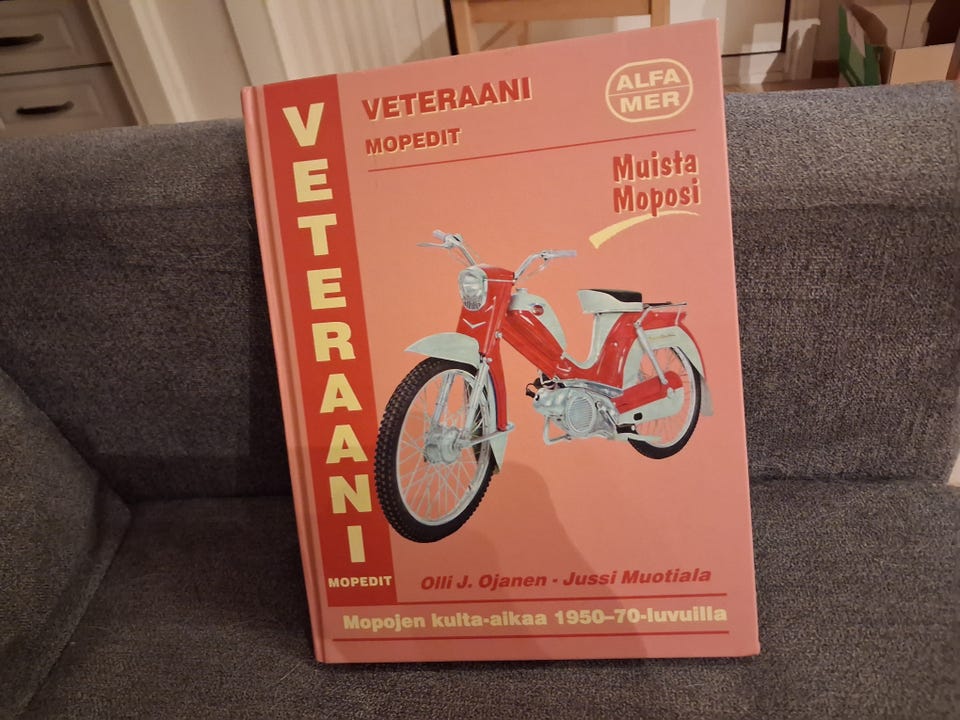 VETERAANI
MOPEDIT
VETERAANI
MOPEDIT
ALFA
MER
Muista
Moposi
Olli J. Ojanen - Jussi Muotiala
Mopojen kulta-aikaa 1950–70-luvuilla